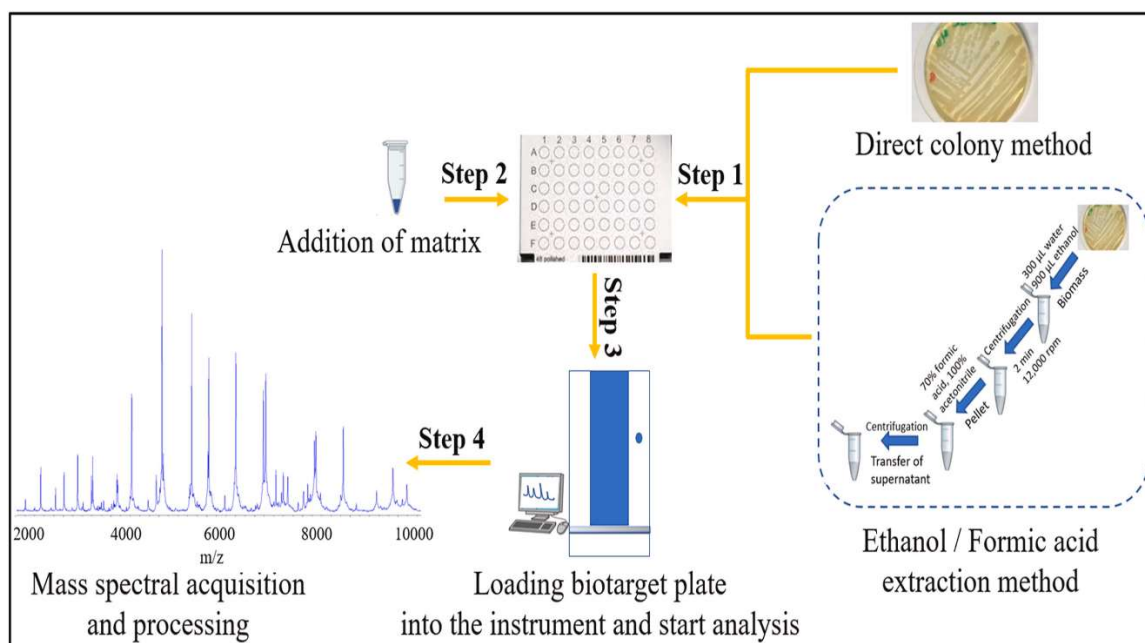 Direct colony method
Step 2
Step 1
1 2 3 4 5 6 7 8
A
B
C
D
E
F
48 polished
Addition of matrix
Step 3
300 µL water
900 µL ethanol
Biomass
Centrifugation
2 min
12,000 rpm
70% formic
acid, 100%
acetonitrile
Pellet
Centrifugation
Transfer of
supernatant
Ethanol / Formic acid
extraction method
Step 4
2000 4000 6000 8000 10000
m/z
Mass spectral acquisition
and processing
Loading biotarget plate
into the instrument and start analysis